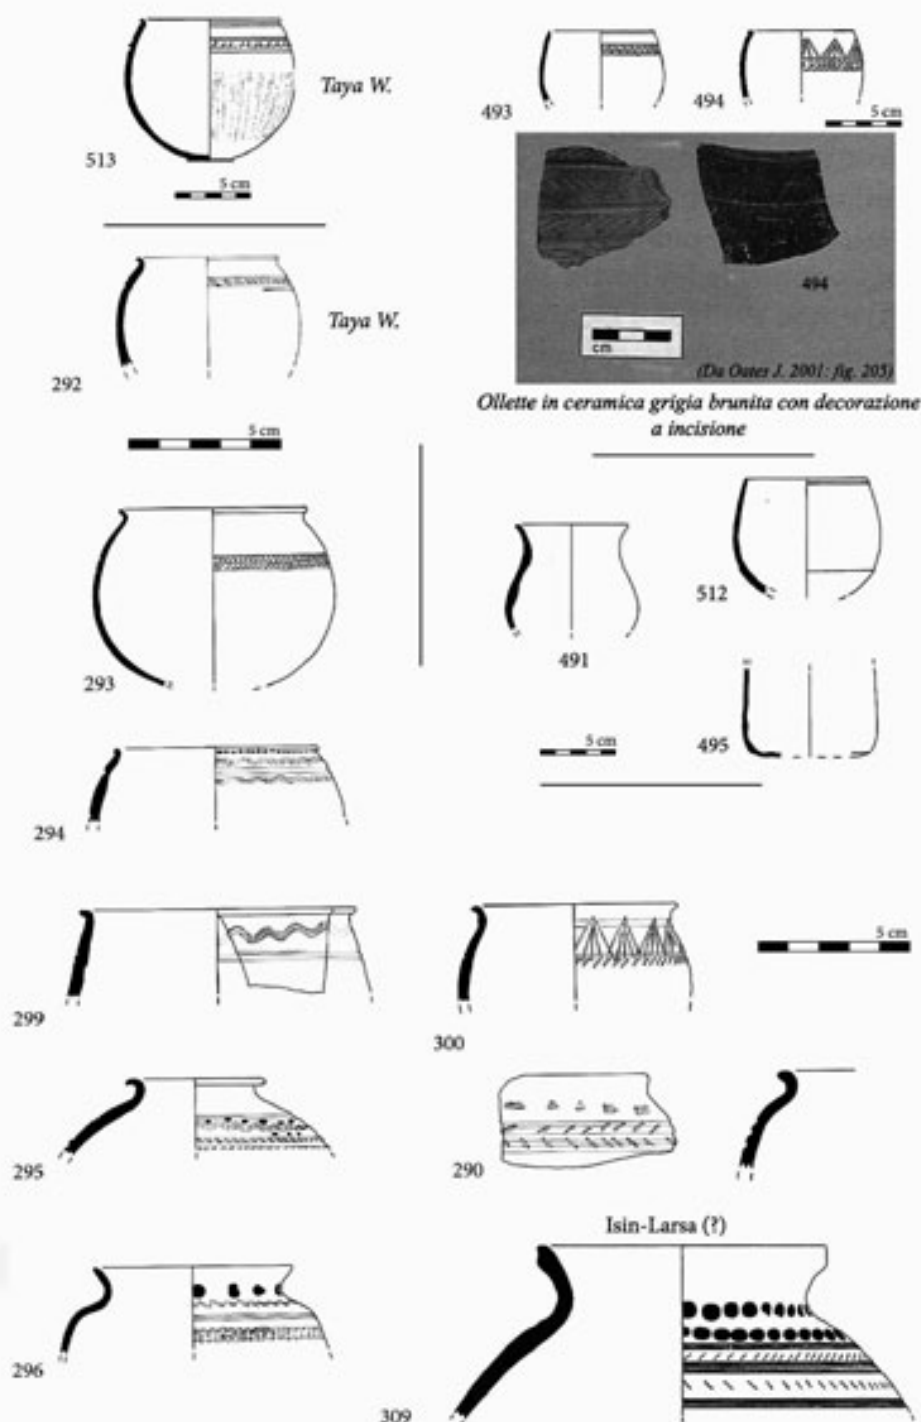 Taya W.
513
5 cm
493
494
5 cm
494
cm
(Da Oates J. 2001: fig. 205)
Ollette in ceramica grigia brunita con decorazione
a incisione
Taya W.
292
5 cm
293
491
512
495
5 cm
294
299
300
5 cm
295
290
Isin-Larsa (?)
296
309